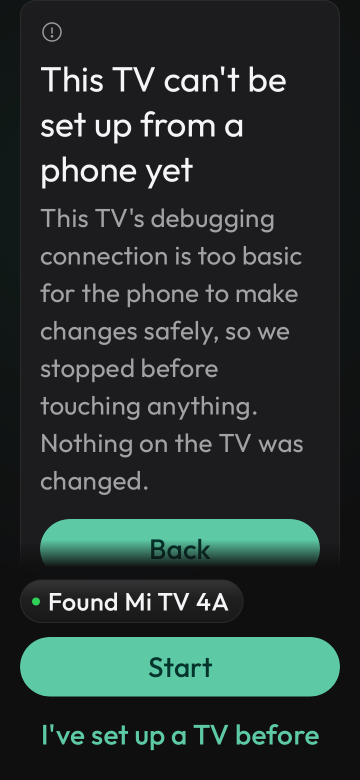 This TV can't be
set up from a
phone yet
This TV's debugging
connection is too basic
for the phone to make
changes safely, so we
stopped before
touching anything.
Nothing on the TV was
changed.
Back
Found Mi TV 4A
Start
I've set up a TV before